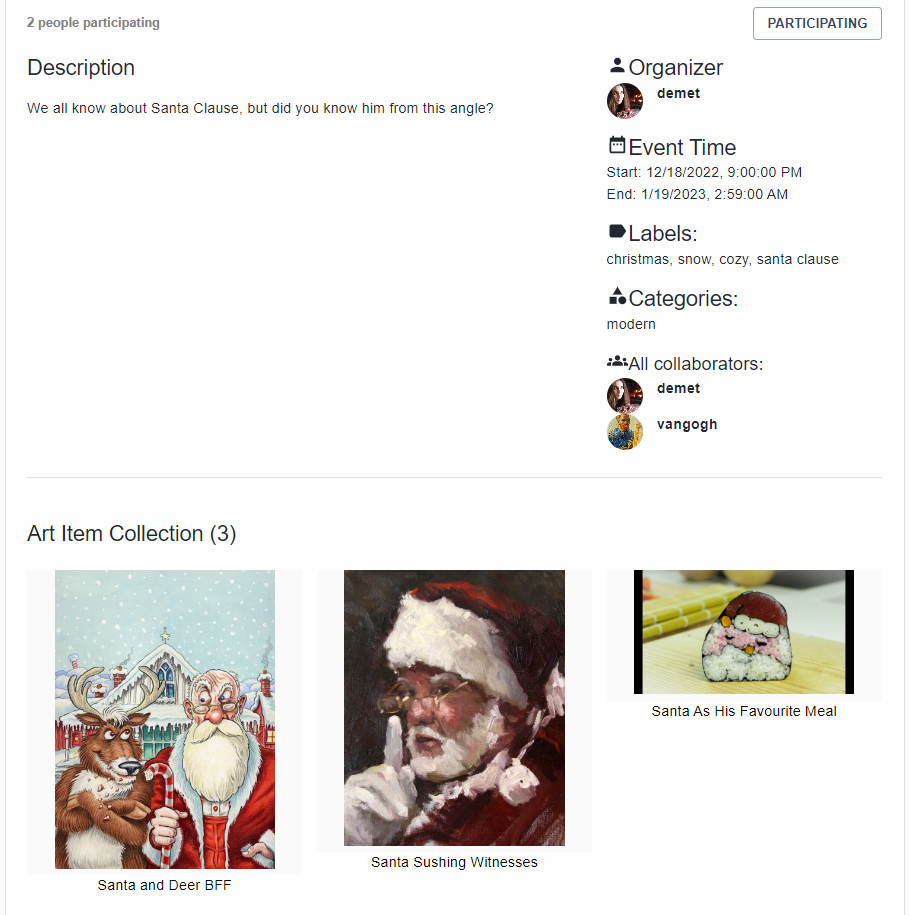 2 people participating
PARTICIPATING
Description
We all know about Santa Clause, but did you know him from this angle?
Organizer
demet
Event Time
Start: 12/18/2022, 9:00:00 PM
End: 1/19/2023, 2:59:00 AM
Labels:
christmas, snow, cozy, santa clause
Categories:
modern
All collaborators:
demet
vangogh
Art Item Collection (3)
Santa and Deer BFF
Santa Sushing Witnesses
Santa As His Favourite Meal